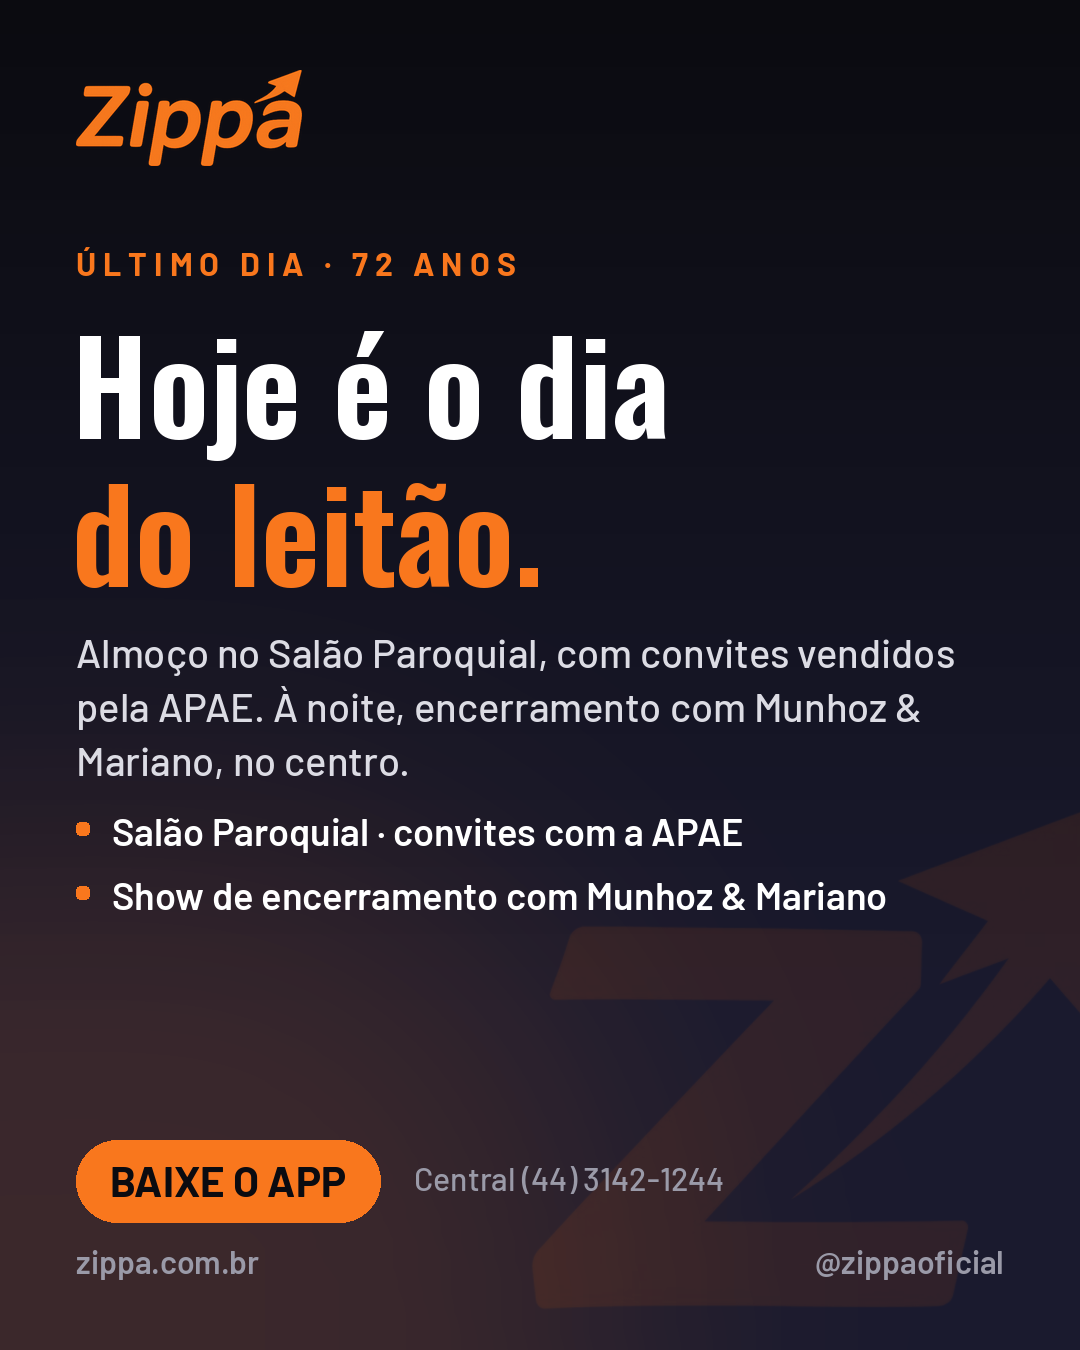 Zippa
ÚLTIMO DIA · 72 ANOS
Hoje é o dia
do leitão.
Almoço no Salão Paroquial, com convites vendidos
pela APAE. À noite, encerramento com Munhoz &
Mariano, no centro.
Salão Paroquial · convites com a APAE
Show de encerramento com Munhoz & Mariano
BAIXE O APP
Central (44) 3142-1244
zippa.com.br
@zippaoficial